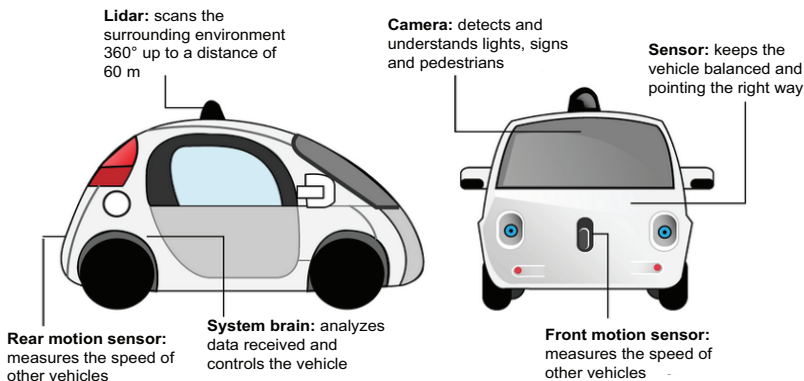 Lidar: scans the
surrounding environment
360° up to a distance of
60 m
Camera: detects and
understands lights, signs
and pedestrians
Sensor: keeps the
vehicle balanced and
pointing the right way
Rear motion sensor:
measures the speed of
other vehicles
System brain: analyzes
data received and
controls the vehicle
Front motion sensor:
measures the speed of
other vehicles